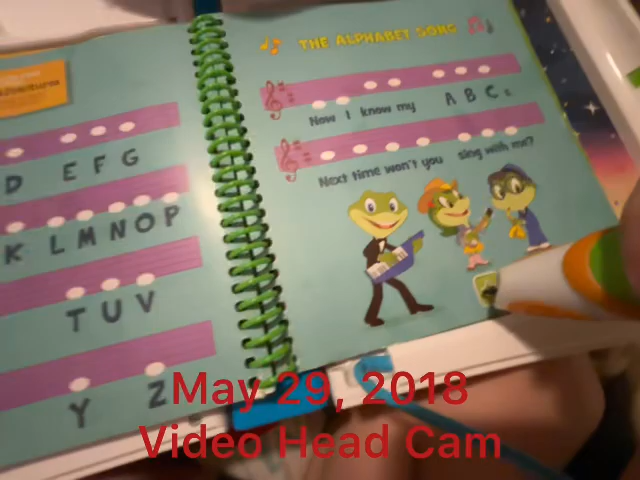 D E F G
K L M N O P
T U V
Y Z
THE ALPHABET SONG
Now I know my A B Cs
Next time won't you sing with me?
May 29, 2018
Video Head Cam